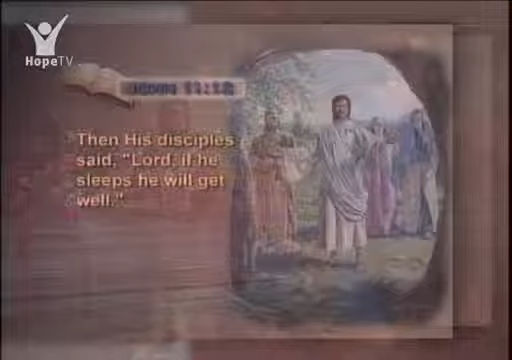 HopeTV
Then His disciples
said, "Lord, if he
sleeps he will get
well."